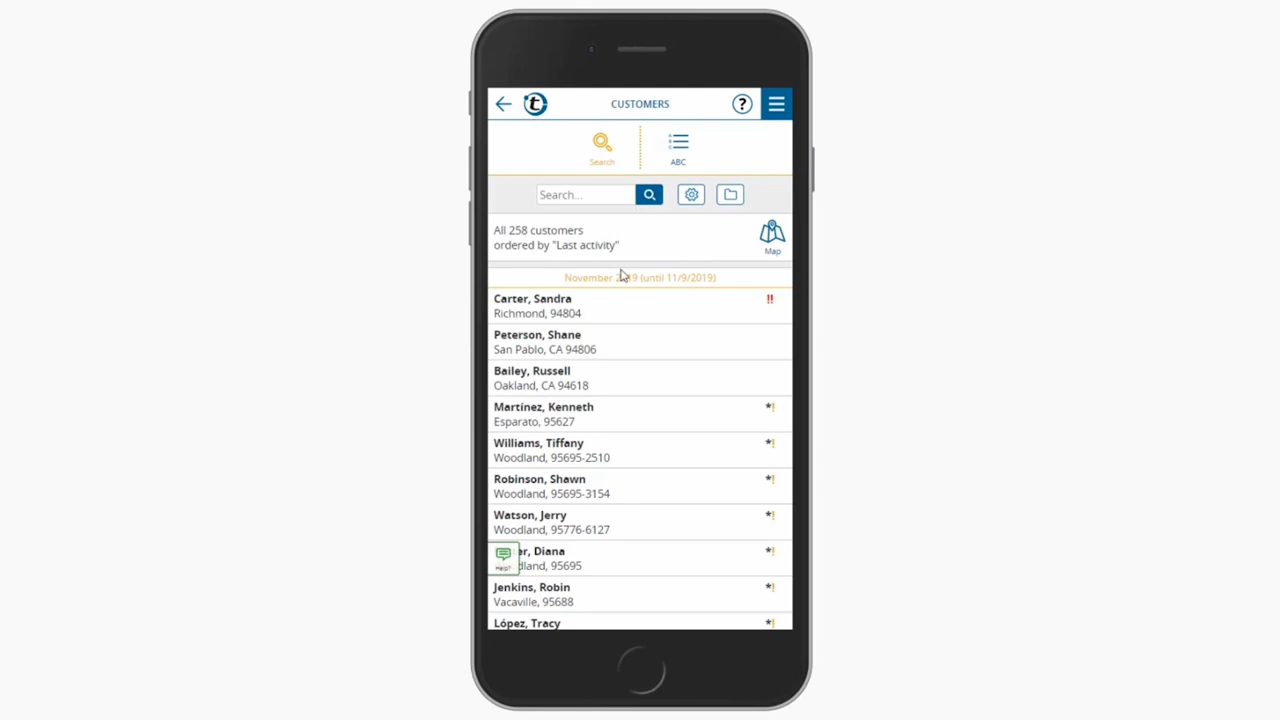 CUSTOMERS
?
Search
ABC
Search...
All 258 customers
ordered by "Last activity"
Map
November 19 (until 11/9/2019)
Carter, Sandra
!!
Richmond, 94804
Peterson, Shane
San Pablo, CA 94806
Bailey, Russell
Oakland, CA 94618
Martínez, Kenneth
*!
Esparato, 95627
Williams, Tiffany
*!
Woodland, 95695-2510
Robinson, Shawn
*!
Woodland, 95695-3154
Watson, Jerry
*!
Woodland, 95776-6127
er, Diana
*!
dland, 95695
Help?
Jenkins, Robin
*!
Vacaville, 95688
López, Tracy
*!